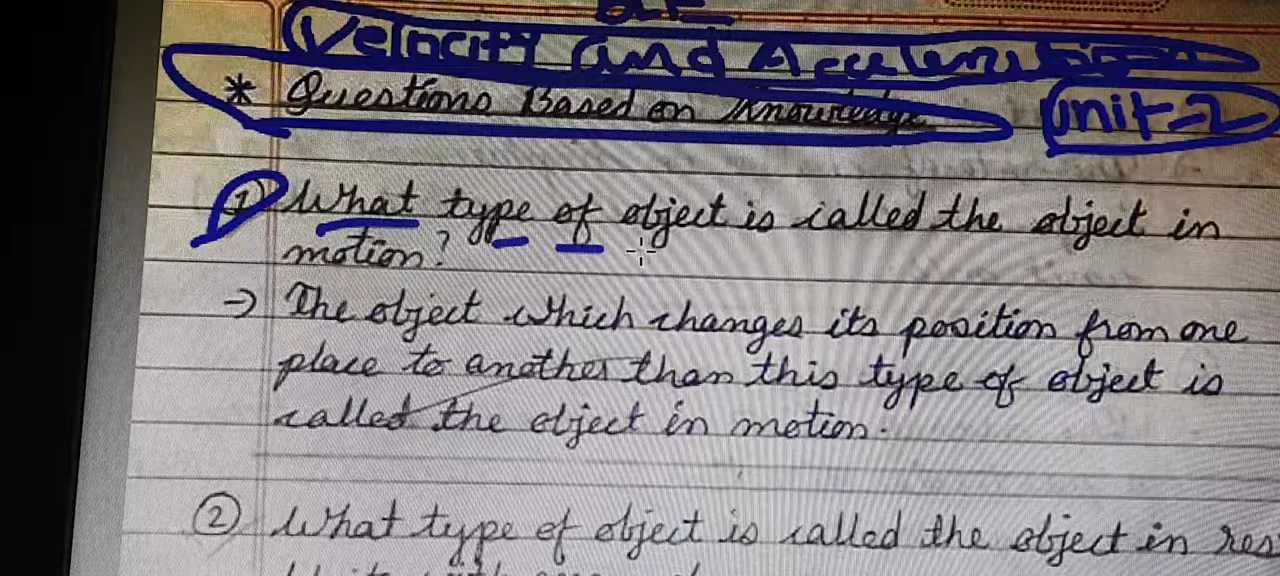 Velocity and Acceleration
* Questions Based on Knowledge
Unit-2
① What type of object is called the object in
motion?
→ The object which changes its position from one
place to another than this type of object is
called the object in motion.
② What type of object is called the object in res